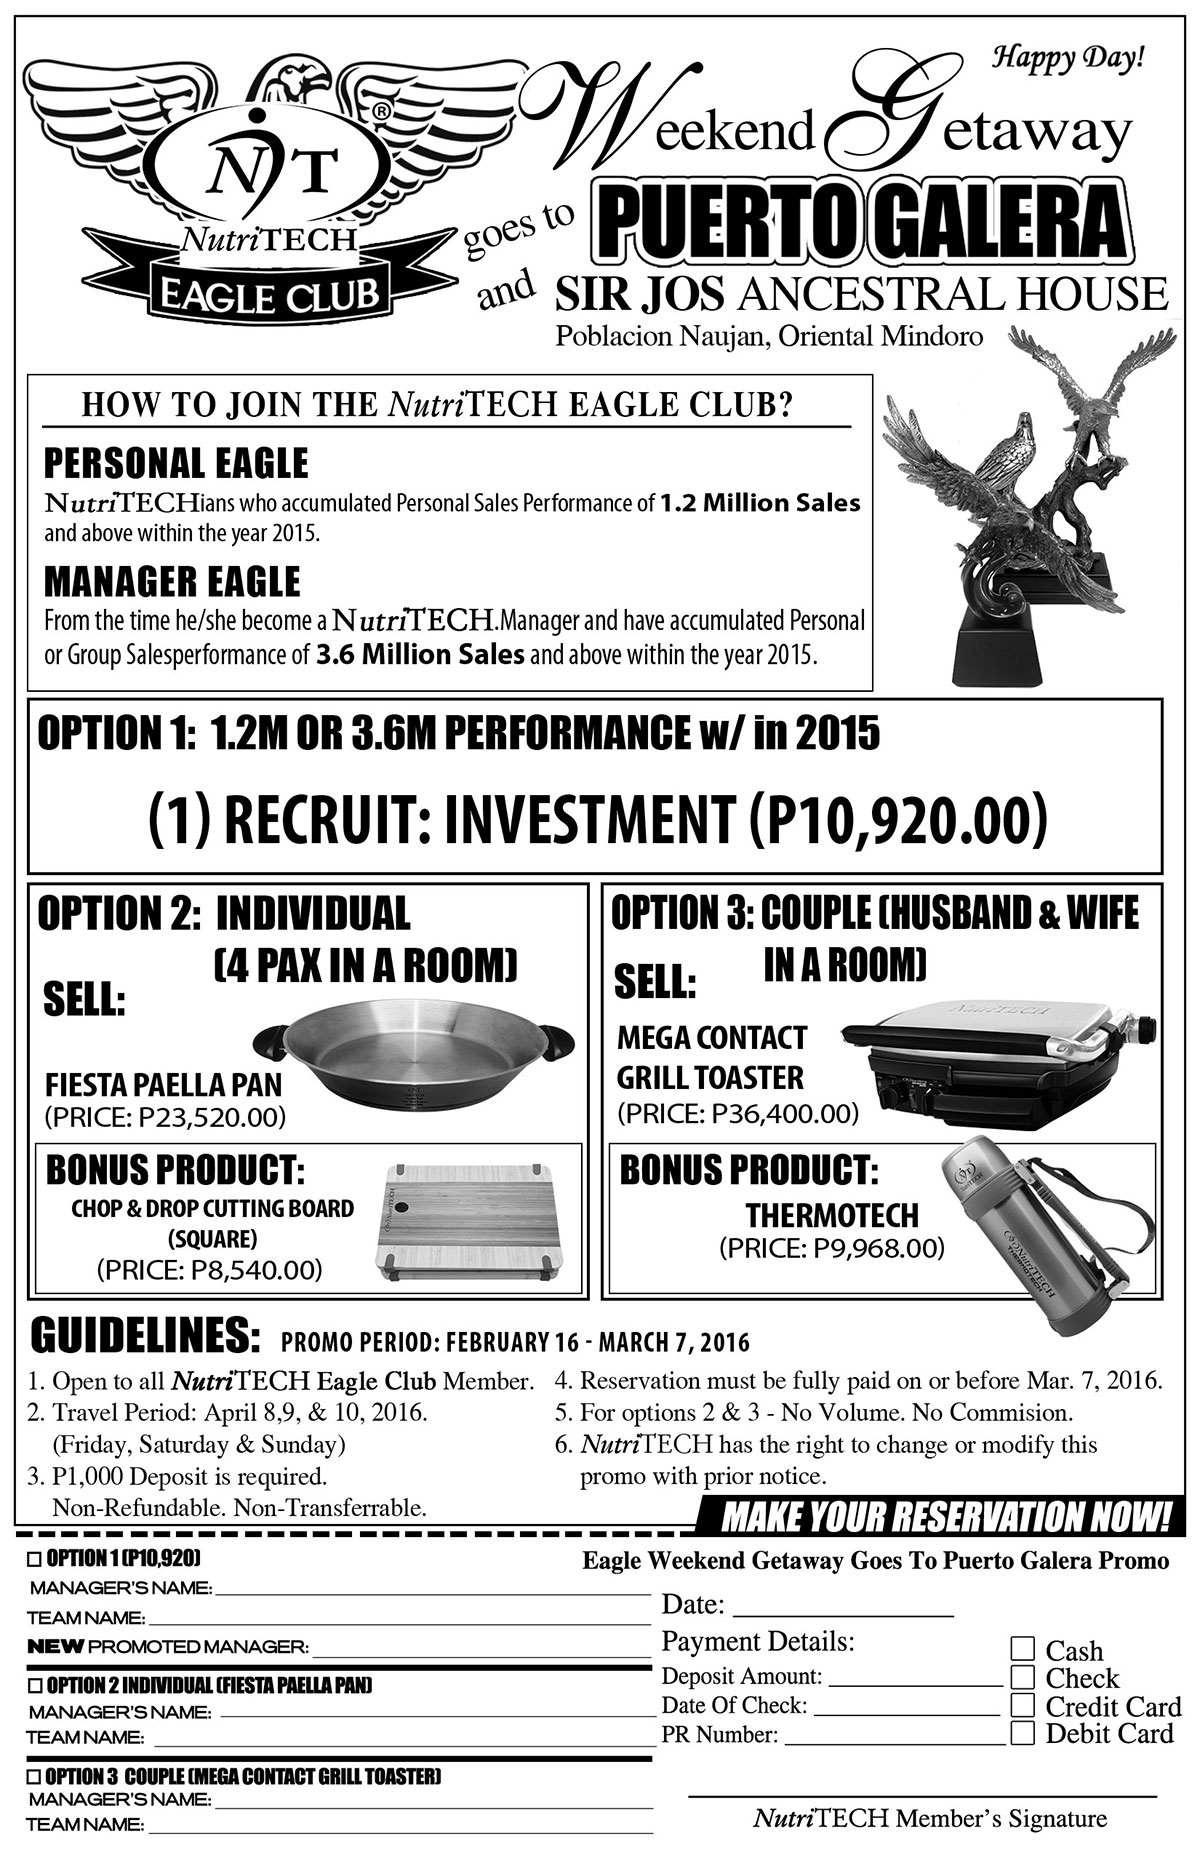 Happy Day!
Weekend Getaway
goes to PUERTO GALERA
and SIR JOS ANCESTRAL HOUSE
Poblacion Naujan, Oriental Mindoro
NT ®
NutriTECH
EAGLE CLUB
HOW TO JOIN THE NutriTECH EAGLE CLUB?
PERSONAL EAGLE
NutriTECHians who accumulated Personal Sales Performance of 1.2 Million Sales
and above within the year 2015.
MANAGER EAGLE
From the time he/she become a NutriTECH.Manager and have accumulated Personal
or Group Salesperformance of 3.6 Million Sales and above within the year 2015.
OPTION 1: 1.2M OR 3.6M PERFORMANCE w/ in 2015
(1) RECRUIT: INVESTMENT (P10,920.00)
OPTION 2: INDIVIDUAL
(4 PAX IN A ROOM)
SELL:
FIESTA PAELLA PAN
(PRICE: P23,520.00)
BONUS PRODUCT:
CHOP & DROP CUTTING BOARD
(SQUARE)
(PRICE: P8,540.00)
NutriTECH
OPTION 3: COUPLE (HUSBAND & WIFE
IN A ROOM)
SELL:
MEGA CONTACT
GRILL TOASTER
(PRICE: P36,400.00)
NutriTECH
BONUS PRODUCT:
THERMOTECH
(PRICE: P9,968.00)
NT
NutriTECH
THERMOTECH
GUIDELINES: PROMO PERIOD: FEBRUARY 16 - MARCH 7, 2016
1. Open to all NutriTECH Eagle Club Member.
2. Travel Period: April 8,9, & 10, 2016.
(Friday, Saturday & Sunday)
3. P1,000 Deposit is required.
Non-Refundable. Non-Transferrable.
4. Reservation must be fully paid on or before Mar. 7, 2016.
5. For options 2 & 3 - No Volume. No Commision.
6. NutriTECH has the right to change or modify this
promo with prior notice.
MAKE YOUR RESERVATION NOW!
OPTION 1 (P10,920)
MANAGER'S NAME:
TEAM NAME:
NEW PROMOTED MANAGER:
OPTION 2 INDIVIDUAL (FIESTA PAELLA PAN)
MANAGER'S NAME:
TEAM NAME:
OPTION 3 COUPLE (MEGA CONTACT GRILL TOASTER)
MANAGER'S NAME:
TEAM NAME:
Eagle Weekend Getaway Goes To Puerto Galera Promo
Date:
Payment Details:
Deposit Amount:
Date Of Check:
PR Number:
Cash
Check
Credit Card
Debit Card
NutriTECH Member's Signature